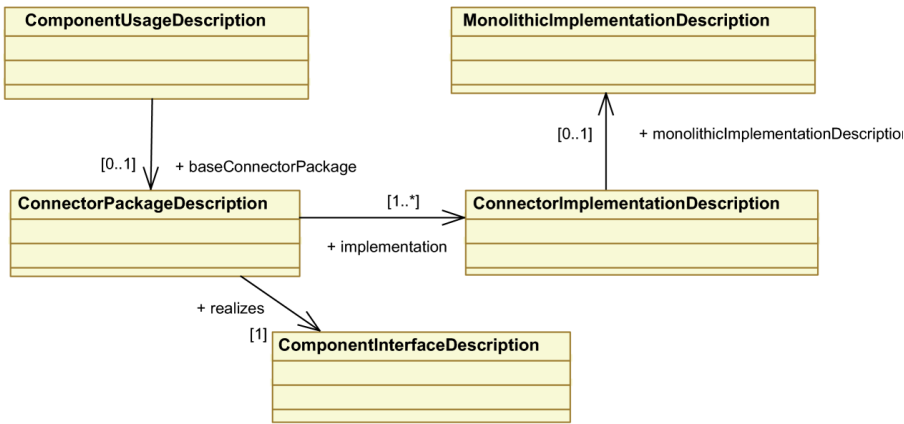 ComponentUsageDescription
MonolithicImplementationDescription
[0..1]
+ monolithicImplementationDescription
[0..1]
+ baseConnectorPackage
ConnectorPackageDescription
[1..*]
ConnectorImplementationDescription
+ implementation
+ realizes
[1]
ComponentInterfaceDescription